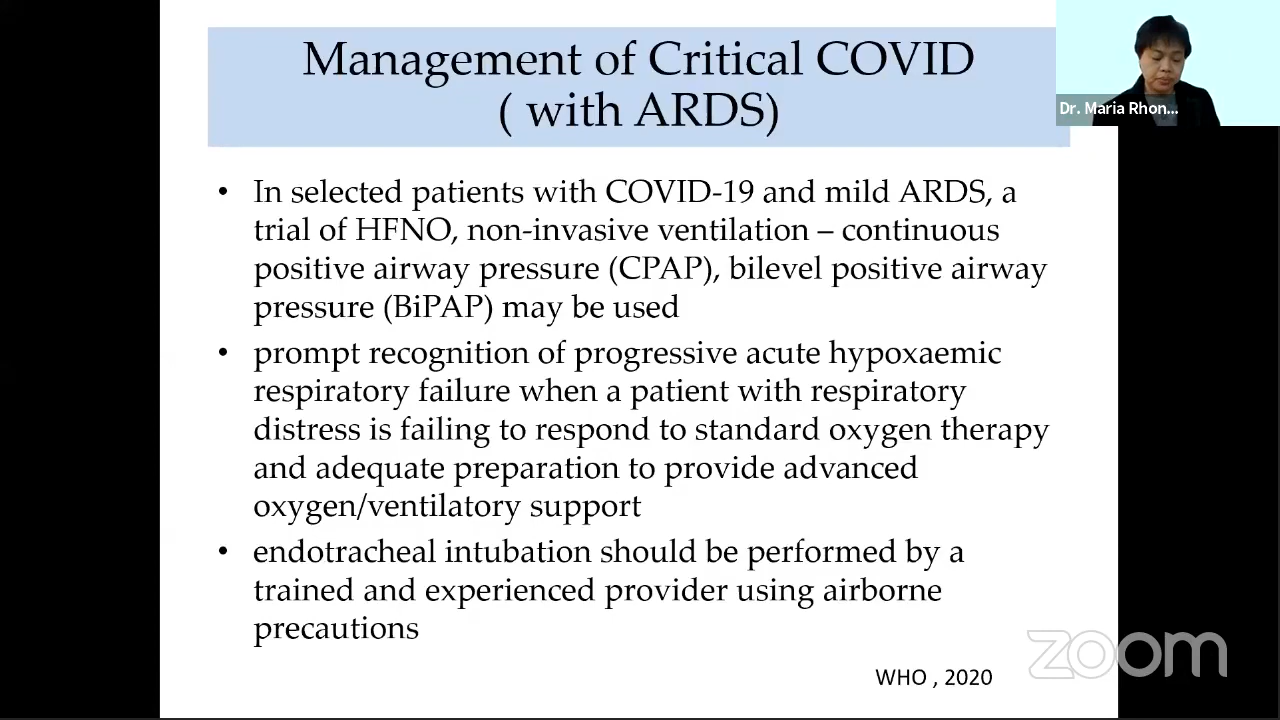 Management of Critical COVID
( with ARDS)
Dr. Maria Rhon...
• In selected patients with COVID-19 and mild ARDS, a
trial of HFNO, non-invasive ventilation – continuous
positive airway pressure (CPAP), bilevel positive airway
pressure (BiPAP) may be used
• prompt recognition of progressive acute hypoxaemic
respiratory failure when a patient with respiratory
distress is failing to respond to standard oxygen therapy
and adequate preparation to provide advanced
oxygen/ventilatory support
• endotracheal intubation should be performed by a
trained and experienced provider using airborne
precautions
zoom
WHO , 2020